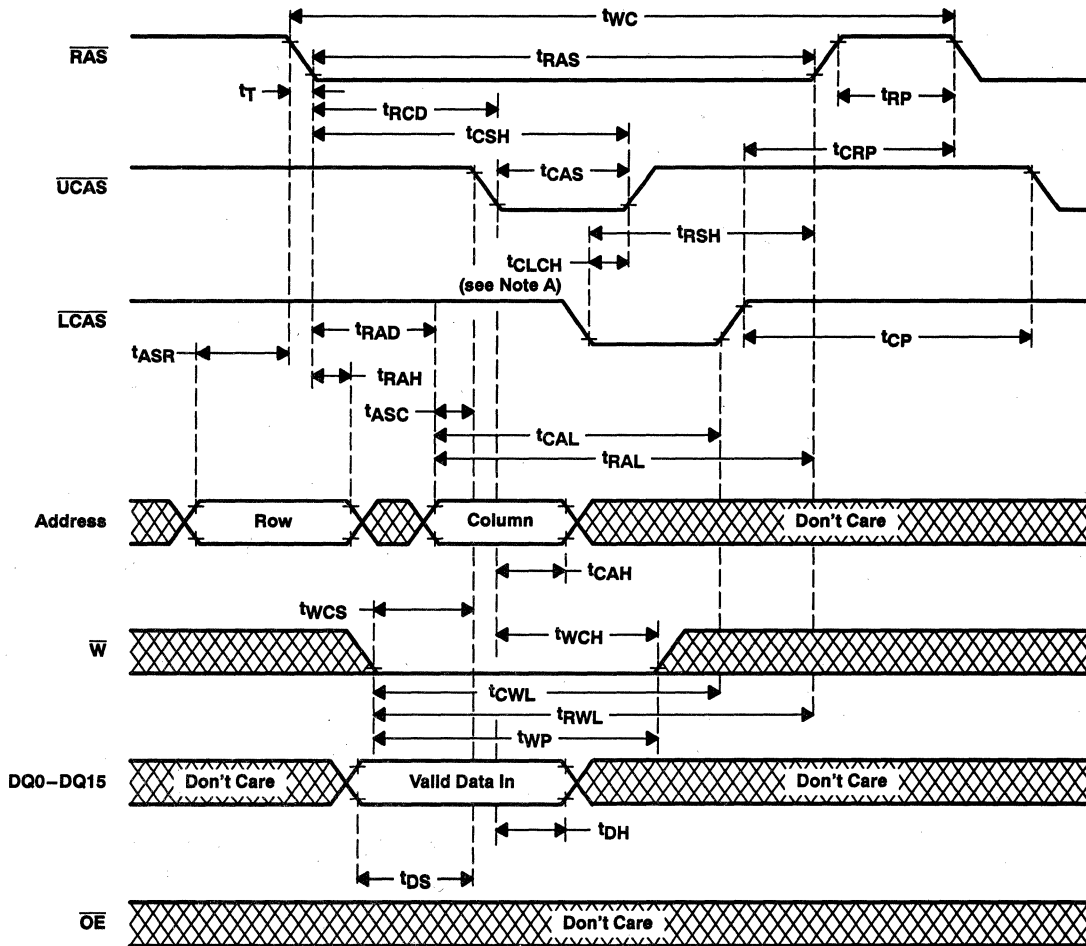 tWC
RAS
tRAS
tT
tRP
tRCD
tCSH
tCRP
UCAS
tCAS
tRSH
tCLCH
(see Note A)
LCAS
tRAD
tCP
tASR
tRAH
tASC
tCAL
tRAL
Address
Row
Column
Don't Care
tCAH
tWCS
W
tWCH
tCWL
tRWL
tWP
DQ0–DQ15
Don't Care
Valid Data In
Don't Care
tDH
tDS
OE
Don't Care